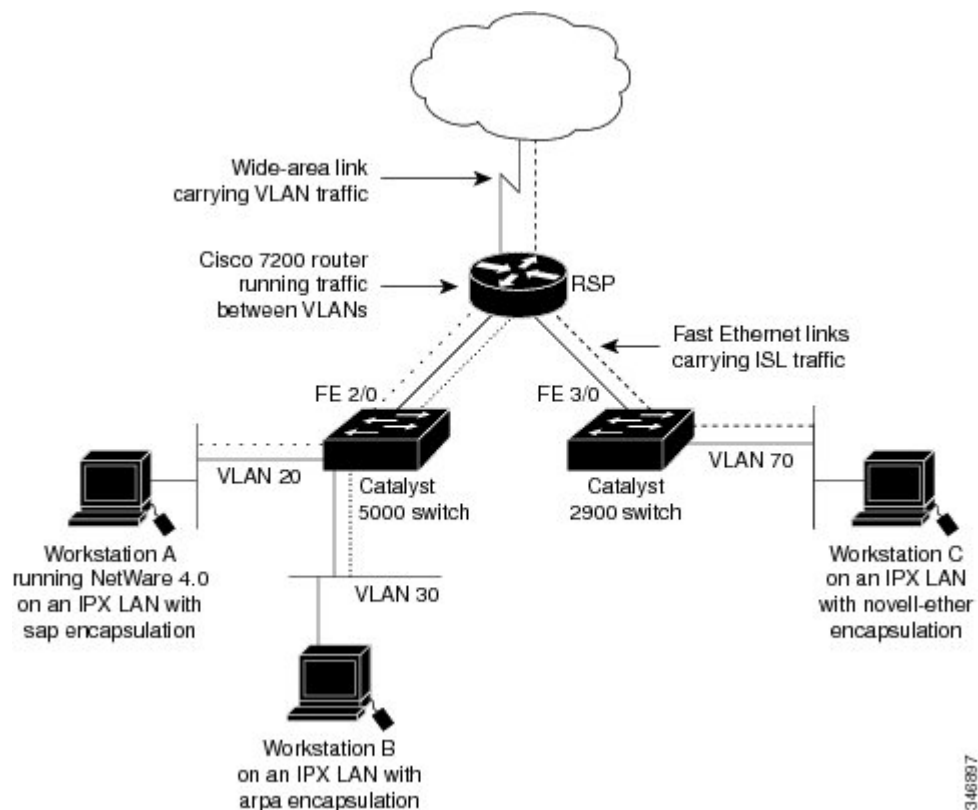 Wide-area link
carrying VLAN traffic
Cisco 7200 router
running traffic
between VLANs
RSP
Fast Ethernet links
carrying ISL traffic
FE 2/0
FE 3/0
VLAN 20
Catalyst
5000 switch
Catalyst
2900 switch
VLAN 70
Workstation A
running NetWare 4.0
on an IPX LAN with
sap encapsulation
VLAN 30
Workstation C
on an IPX LAN
with novell-ether
encapsulation
Workstation B
on an IPX LAN with
arpa encapsulation
346897